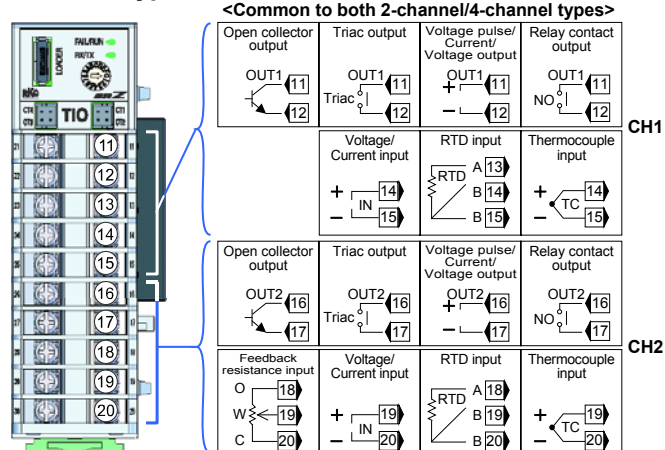 <Common to both 2-channel/4-channel types>
FAIL/RUN
RX/TX
LOADER
RKC
CT4
CT3
TIO
CT1
CT2
11
12
13
14
15
16
17
18
19
20
Open collector
output
OUT1
11
12
Triac output
OUT1
11
Triac
12
Voltage pulse/
Current/
Voltage output
OUT1
+ 11
– 12
Relay contact
output
OUT1
11
NO
12
CH1
Voltage/
Current input
+ 14
IN
– 15
RTD input
RTD
A 13
B 14
B 15
Thermocouple
input
+ 14
TC
– 15
Open collector
output
OUT2
16
17
Triac output
OUT2
16
Triac
17
Voltage pulse/
Current/
Voltage output
OUT2
+ 16
– 17
Relay contact
output
OUT2
16
NO
17
CH2
Feedback
resistance input
O 18
W 19
C 20
Voltage/
Current input
+ 19
IN
– 20
RTD input
RTD
A 18
B 19
B 20
Thermocouple
input
+ 19
TC
– 20